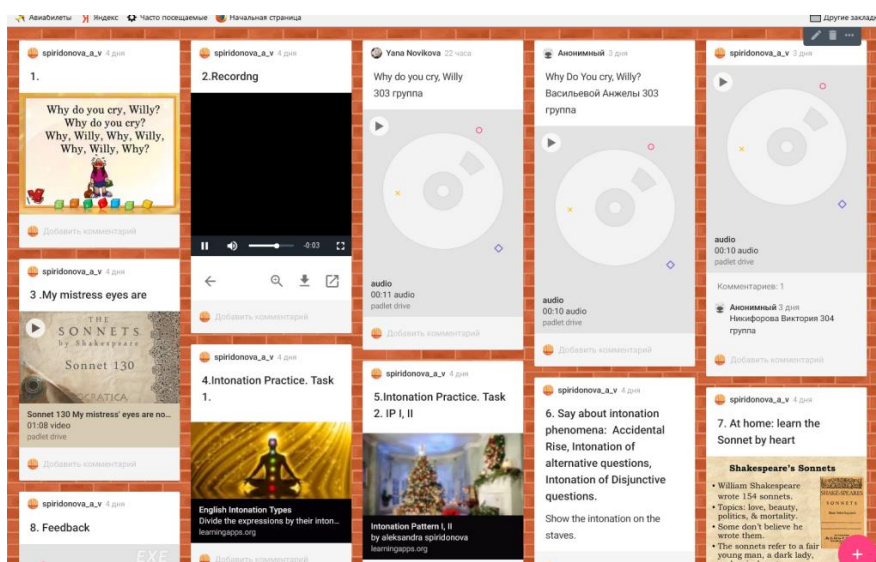 Авиабилеты
Яндекс
Часто посещаемые
Начальная страница
Другие заклад
spiridonova_a_v 4 дня
1.
Why do you cry, Willy?
Why do you cry?
Why, Willy, Why, Willy,
Why, Willy, Why?
Добавить комментарий
spiridonova_a_v 4 дня
3 .My mistress eyes are
THE
SONNETS
by Shakespeare
Sonnet 130
OCRATICA
Sonnet 130 My mistress' eyes are no...
01:08 video
padlet drive
Добавить комментарий
spiridonova_a_v 4 дня
8. Feedback
EXE
spiridonova_a_v 4 дня
2.Recordng
-0:03
Добавить комментарий
spiridonova_a_v 4 дня
4.Intonation Practice. Task
1.
English Intonation Types
Divide the expressions by their inton...
learningapps.org
Добавить комментарий
Yana Novikova 22 часа
Why do you cry, Willy
303 группа
audio
00:11 audio
padlet drive
Добавить комментарий
spiridonova_a_v 4 дня
5.Intonation Practice. Task
2. IP I, II
Intonation Pattern I, II
by aleksandra spiridonova
learningapps.org
Анонимный 3 дня
Why Do You cry, Willy?
Васильевой Анжелы 303
группа
audio
00:10 audio
padlet drive
Добавить комментарий
spiridonova_a_v 4 дня
6. Say about intonation
phenomena: Accidental
Rise, Intonation of
alternative questions,
Intonation of Disjunctive
questions.
Show the intonation on the
staves.
spiridonova_a_v 3 дня
audio
00:10 audio
padlet drive
Комментариев: 1
Анонимный 3 дня
Никифорова Виктория 304
группа
Добавить комментарий
spiridonova_a_v 4 дня
7. At home: learn the
Sonnet by heart
Shakespeare's Sonnets
• William Shakespeare
wrote 154 sonnets.
• Topics: love, beauty,
politics, & mortality.
• Some don't believe he
wrote them.
• The sonnets refer to a fair
young man, a dark lady,
SHAKE-SPEARES
SONNETS